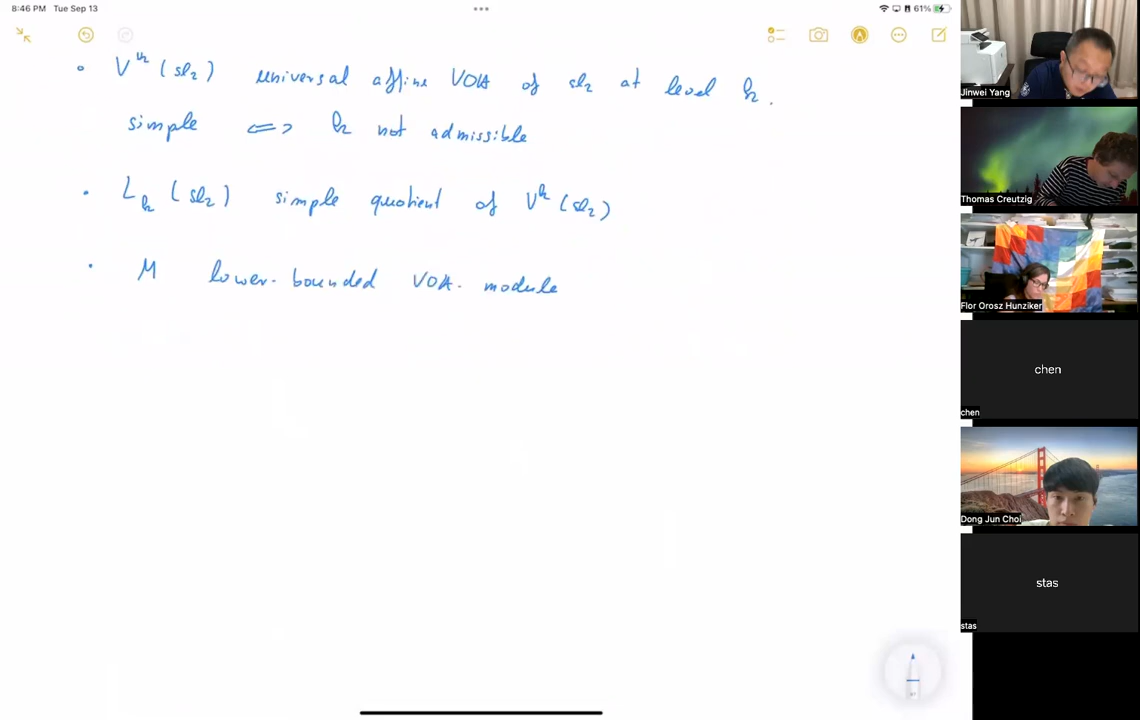 8:46 PM Tue Sep 13
61%
• V^k (sl₂) universal affine VOA of sl₂ at level k.
simple <=> k not admissible
• L_k (sl₂) simple quotient of V^k (sl₂)
• M lower-bounded VOA-module
Jinwei Yang
Thomas Creutzig
Flor Orosz Hunziker
chen
chen
Dong Jun Choi
stas
stas